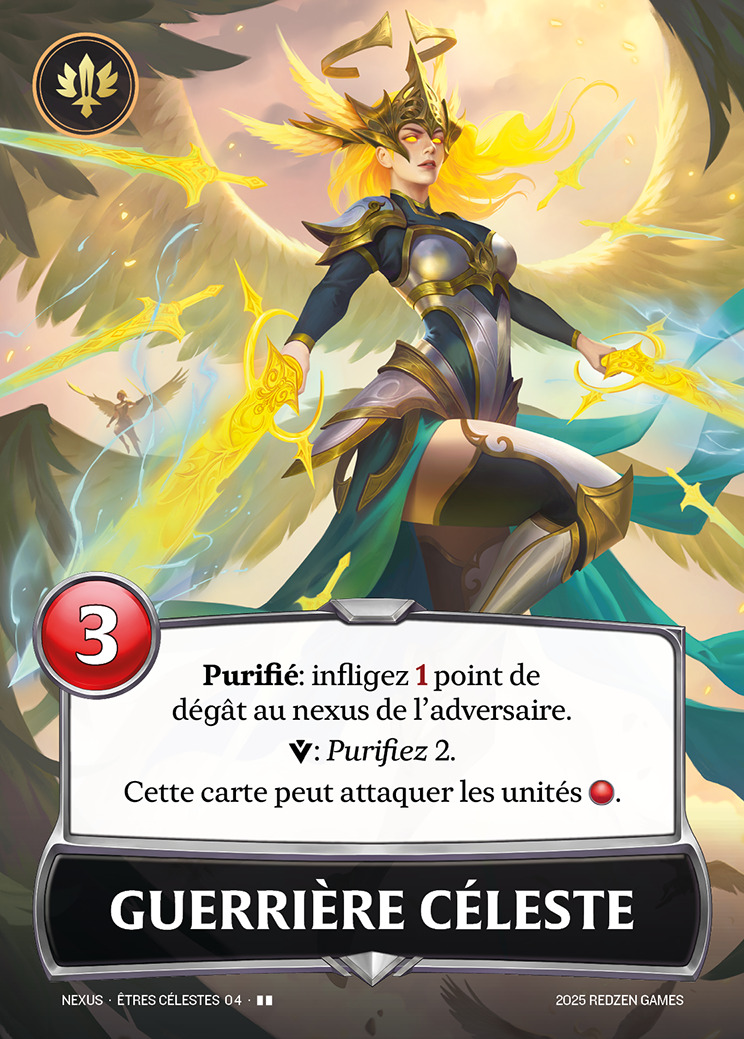 3
Purifié: infligez 1 point de
dégât au nexus de l’adversaire.
: Purifiez 2.
Cette carte peut attaquer les unités .
GUERRIÈRE CÉLESTE
NEXUS · ÊTRES CÉLESTES 04 ·
2025 REDZEN GAMES